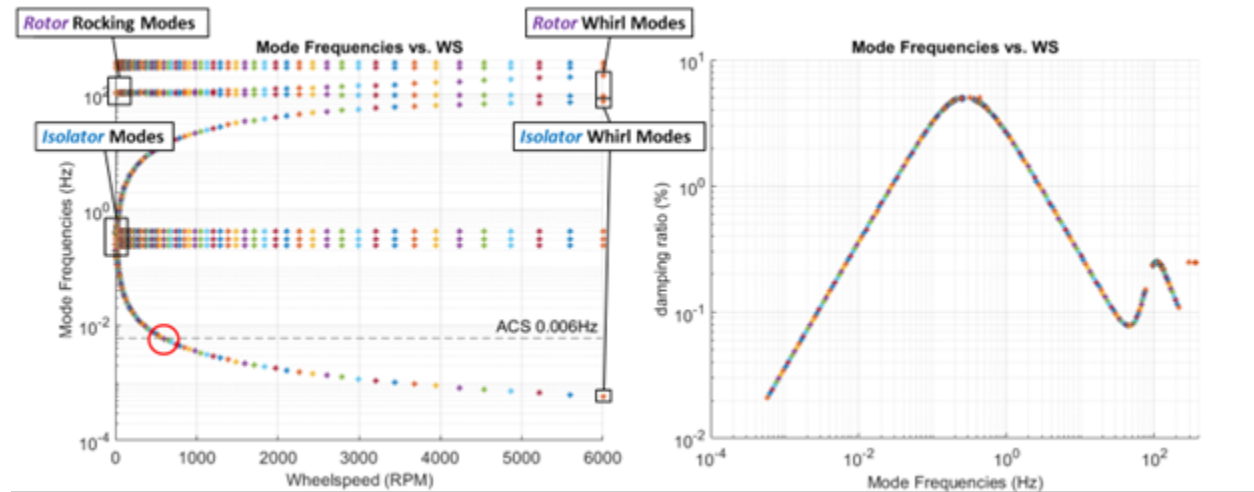 Rotor Rocking Modes
Rotor Whirl Modes
Mode Frequencies vs. WS
Isolator Modes
Isolator Whirl Modes
Mode Frequencies (Hz)
10^2
10^0
10^-2
10^-4
ACS 0.006Hz
0 1000 2000 3000 4000 5000 6000
Wheelspeed (RPM)
Mode Frequencies vs. WS
damping ratio (%)
10^1
10^0
10^-1
10^-2
10^-4 10^-2 10^0 10^2
Mode Frequencies (Hz)